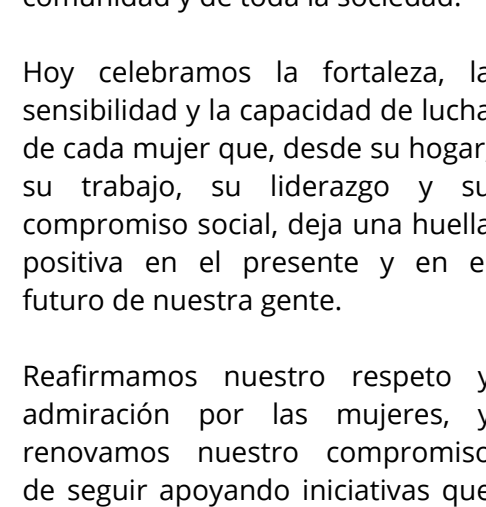 comunidad y de toda la sociedad.
Hoy celebramos la fortaleza, la
sensibilidad y la capacidad de lucha
de cada mujer que, desde su hogar,
su trabajo, su liderazgo y su
compromiso social, deja una huella
positiva en el presente y en el
futuro de nuestra gente.
Reafirmamos nuestro respeto y
admiración por las mujeres, y
renovamos nuestro compromiso
de seguir apoyando iniciativas que